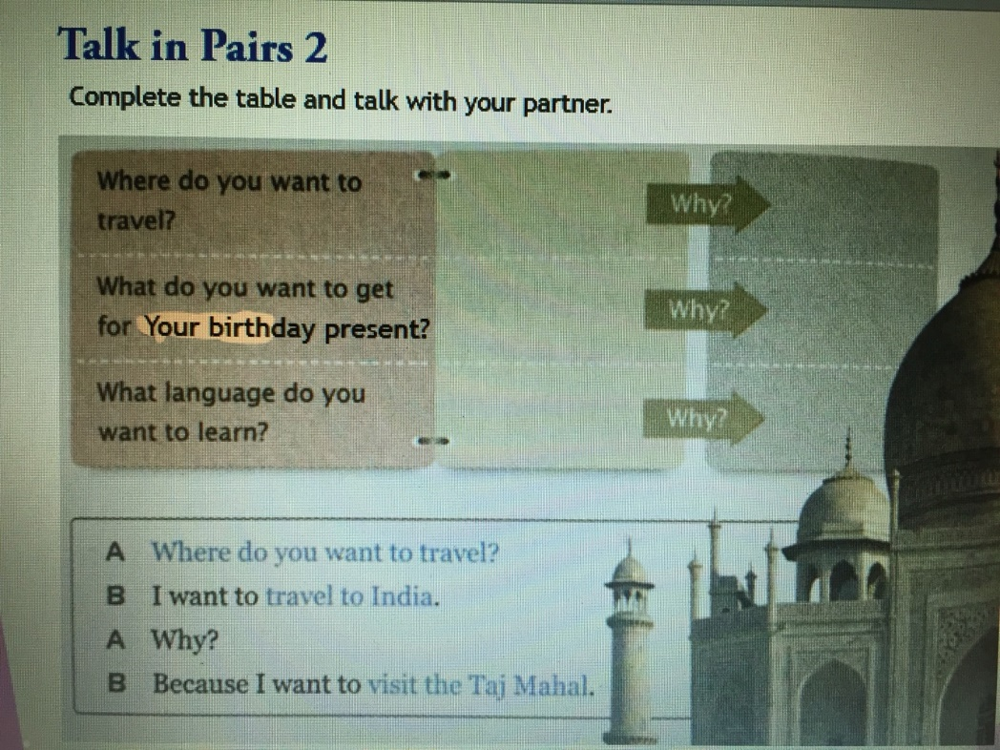 Talk in Pairs 2
Complete the table and talk with your partner.
Where do you want to
travel?
Why?
What do you want to get
for Your birthday present?
Why?
What language do you
want to learn?
Why?
A Where do you want to travel?
B I want to travel to India.
A Why?
B Because I want to visit the Taj Mahal.